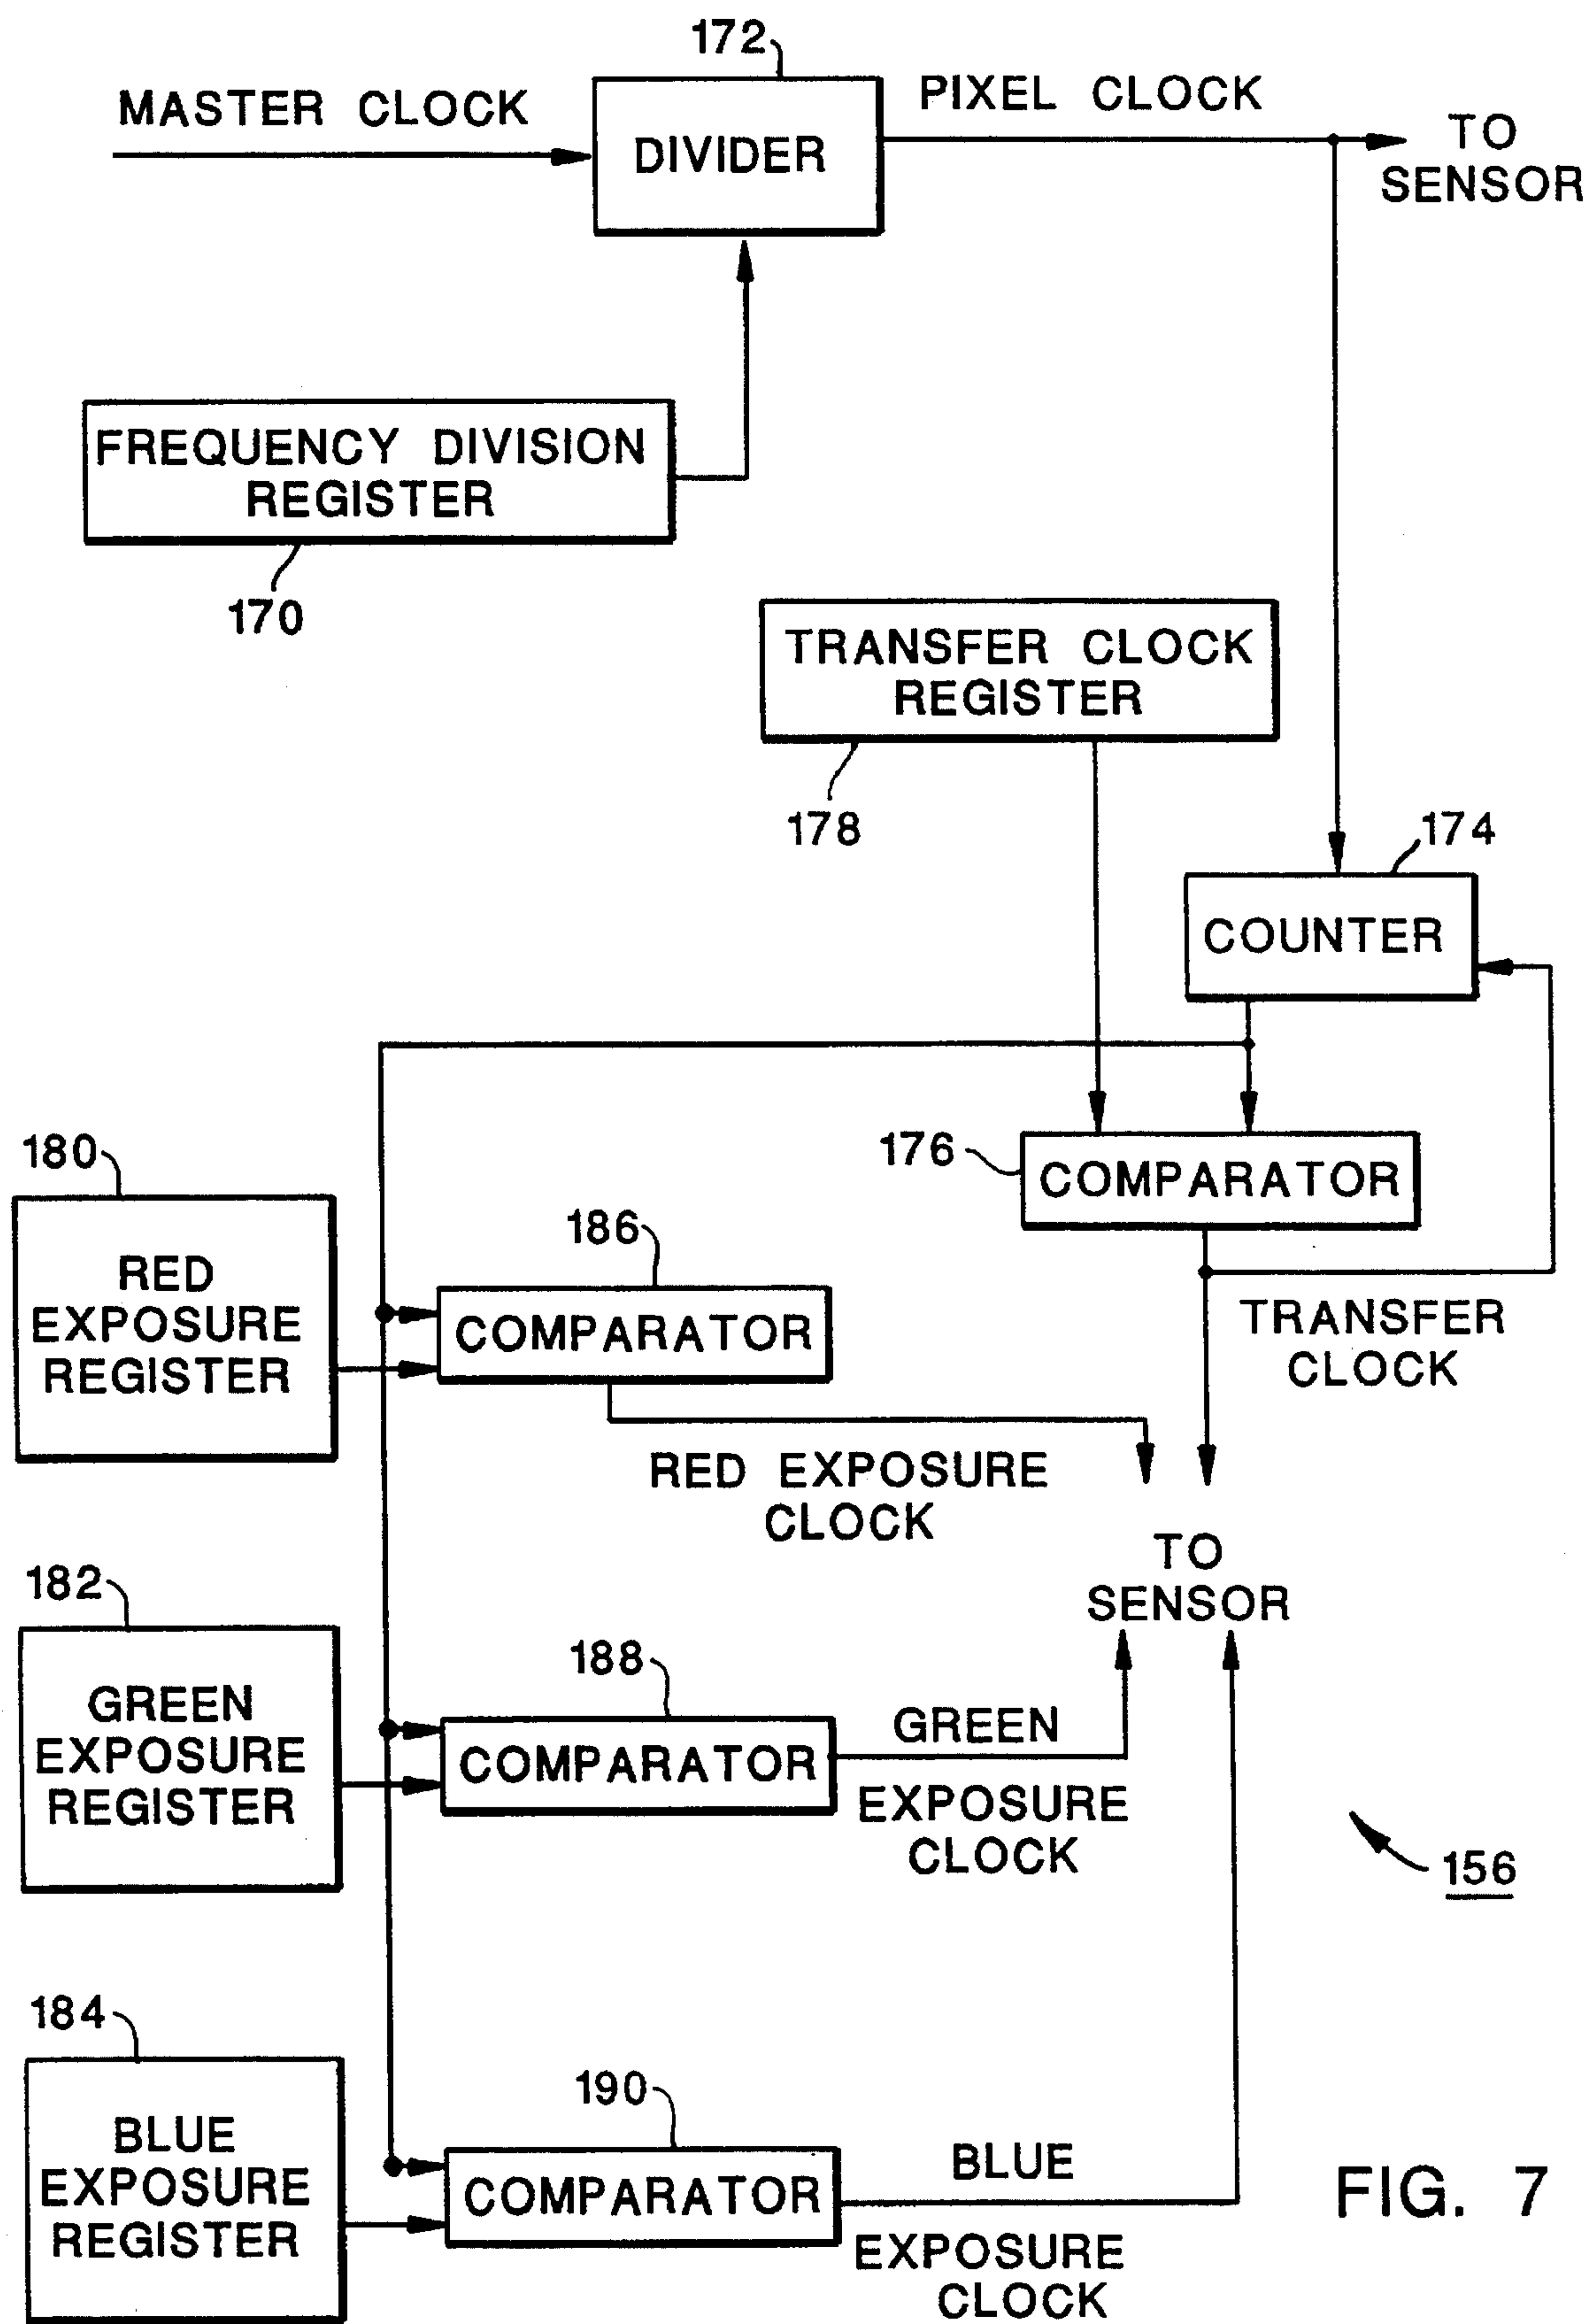 172
MASTER CLOCK
DIVIDER
PIXEL CLOCK
TO
SENSOR
FREQUENCY DIVISION
REGISTER
170
TRANSFER CLOCK
REGISTER
178
174
COUNTER
176
COMPARATOR
TRANSFER
CLOCK
180
RED
EXPOSURE
REGISTER
186
COMPARATOR
RED EXPOSURE
CLOCK
TO
SENSOR
182
GREEN
EXPOSURE
REGISTER
188
COMPARATOR
GREEN
EXPOSURE
CLOCK
156
184
BLUE
EXPOSURE
REGISTER
190
COMPARATOR
BLUE
EXPOSURE
CLOCK
FIG. 7